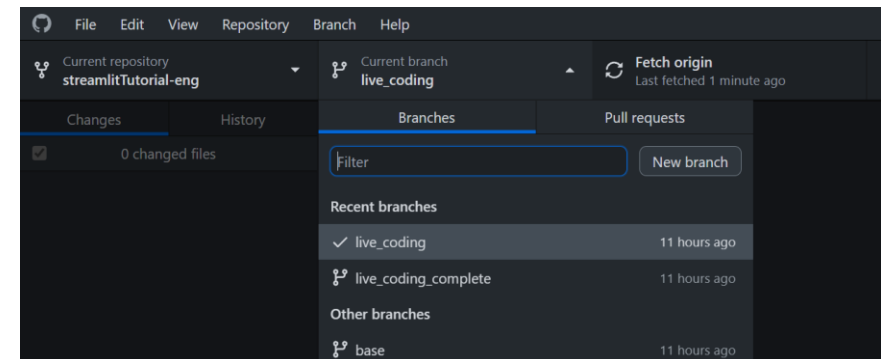 File Edit View Repository Branch Help
Current repository
streamlitTutorial-eng
Current branch
live_coding
Fetch origin
Last fetched 1 minute ago
Changes History
Branches Pull requests
0 changed files
Filter New branch
Recent branches
live_coding 11 hours ago
live_coding_complete 11 hours ago
Other branches
base 11 hours ago